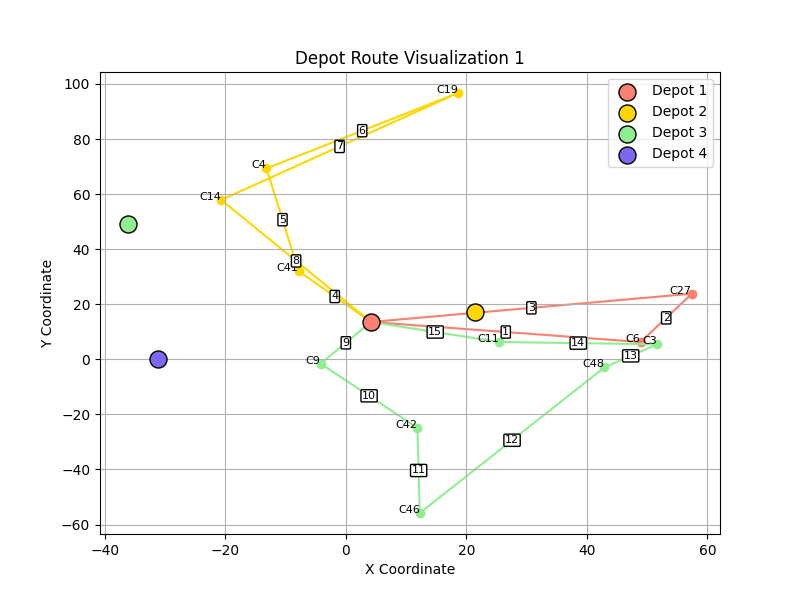 Depot Route Visualization 1
Depot 1
Depot 2
Depot 3
Depot 4
Y Coordinate
100
80
60
40
20
0
−20
−40
−60
C19
6
7
C4
C14
5
8
C41
4
C27
3
2
9
15
1
C11
14
C6
C3
13
C9
C48
10
C42
12
11
C46
−40
−20
0
20
40
60
X Coordinate